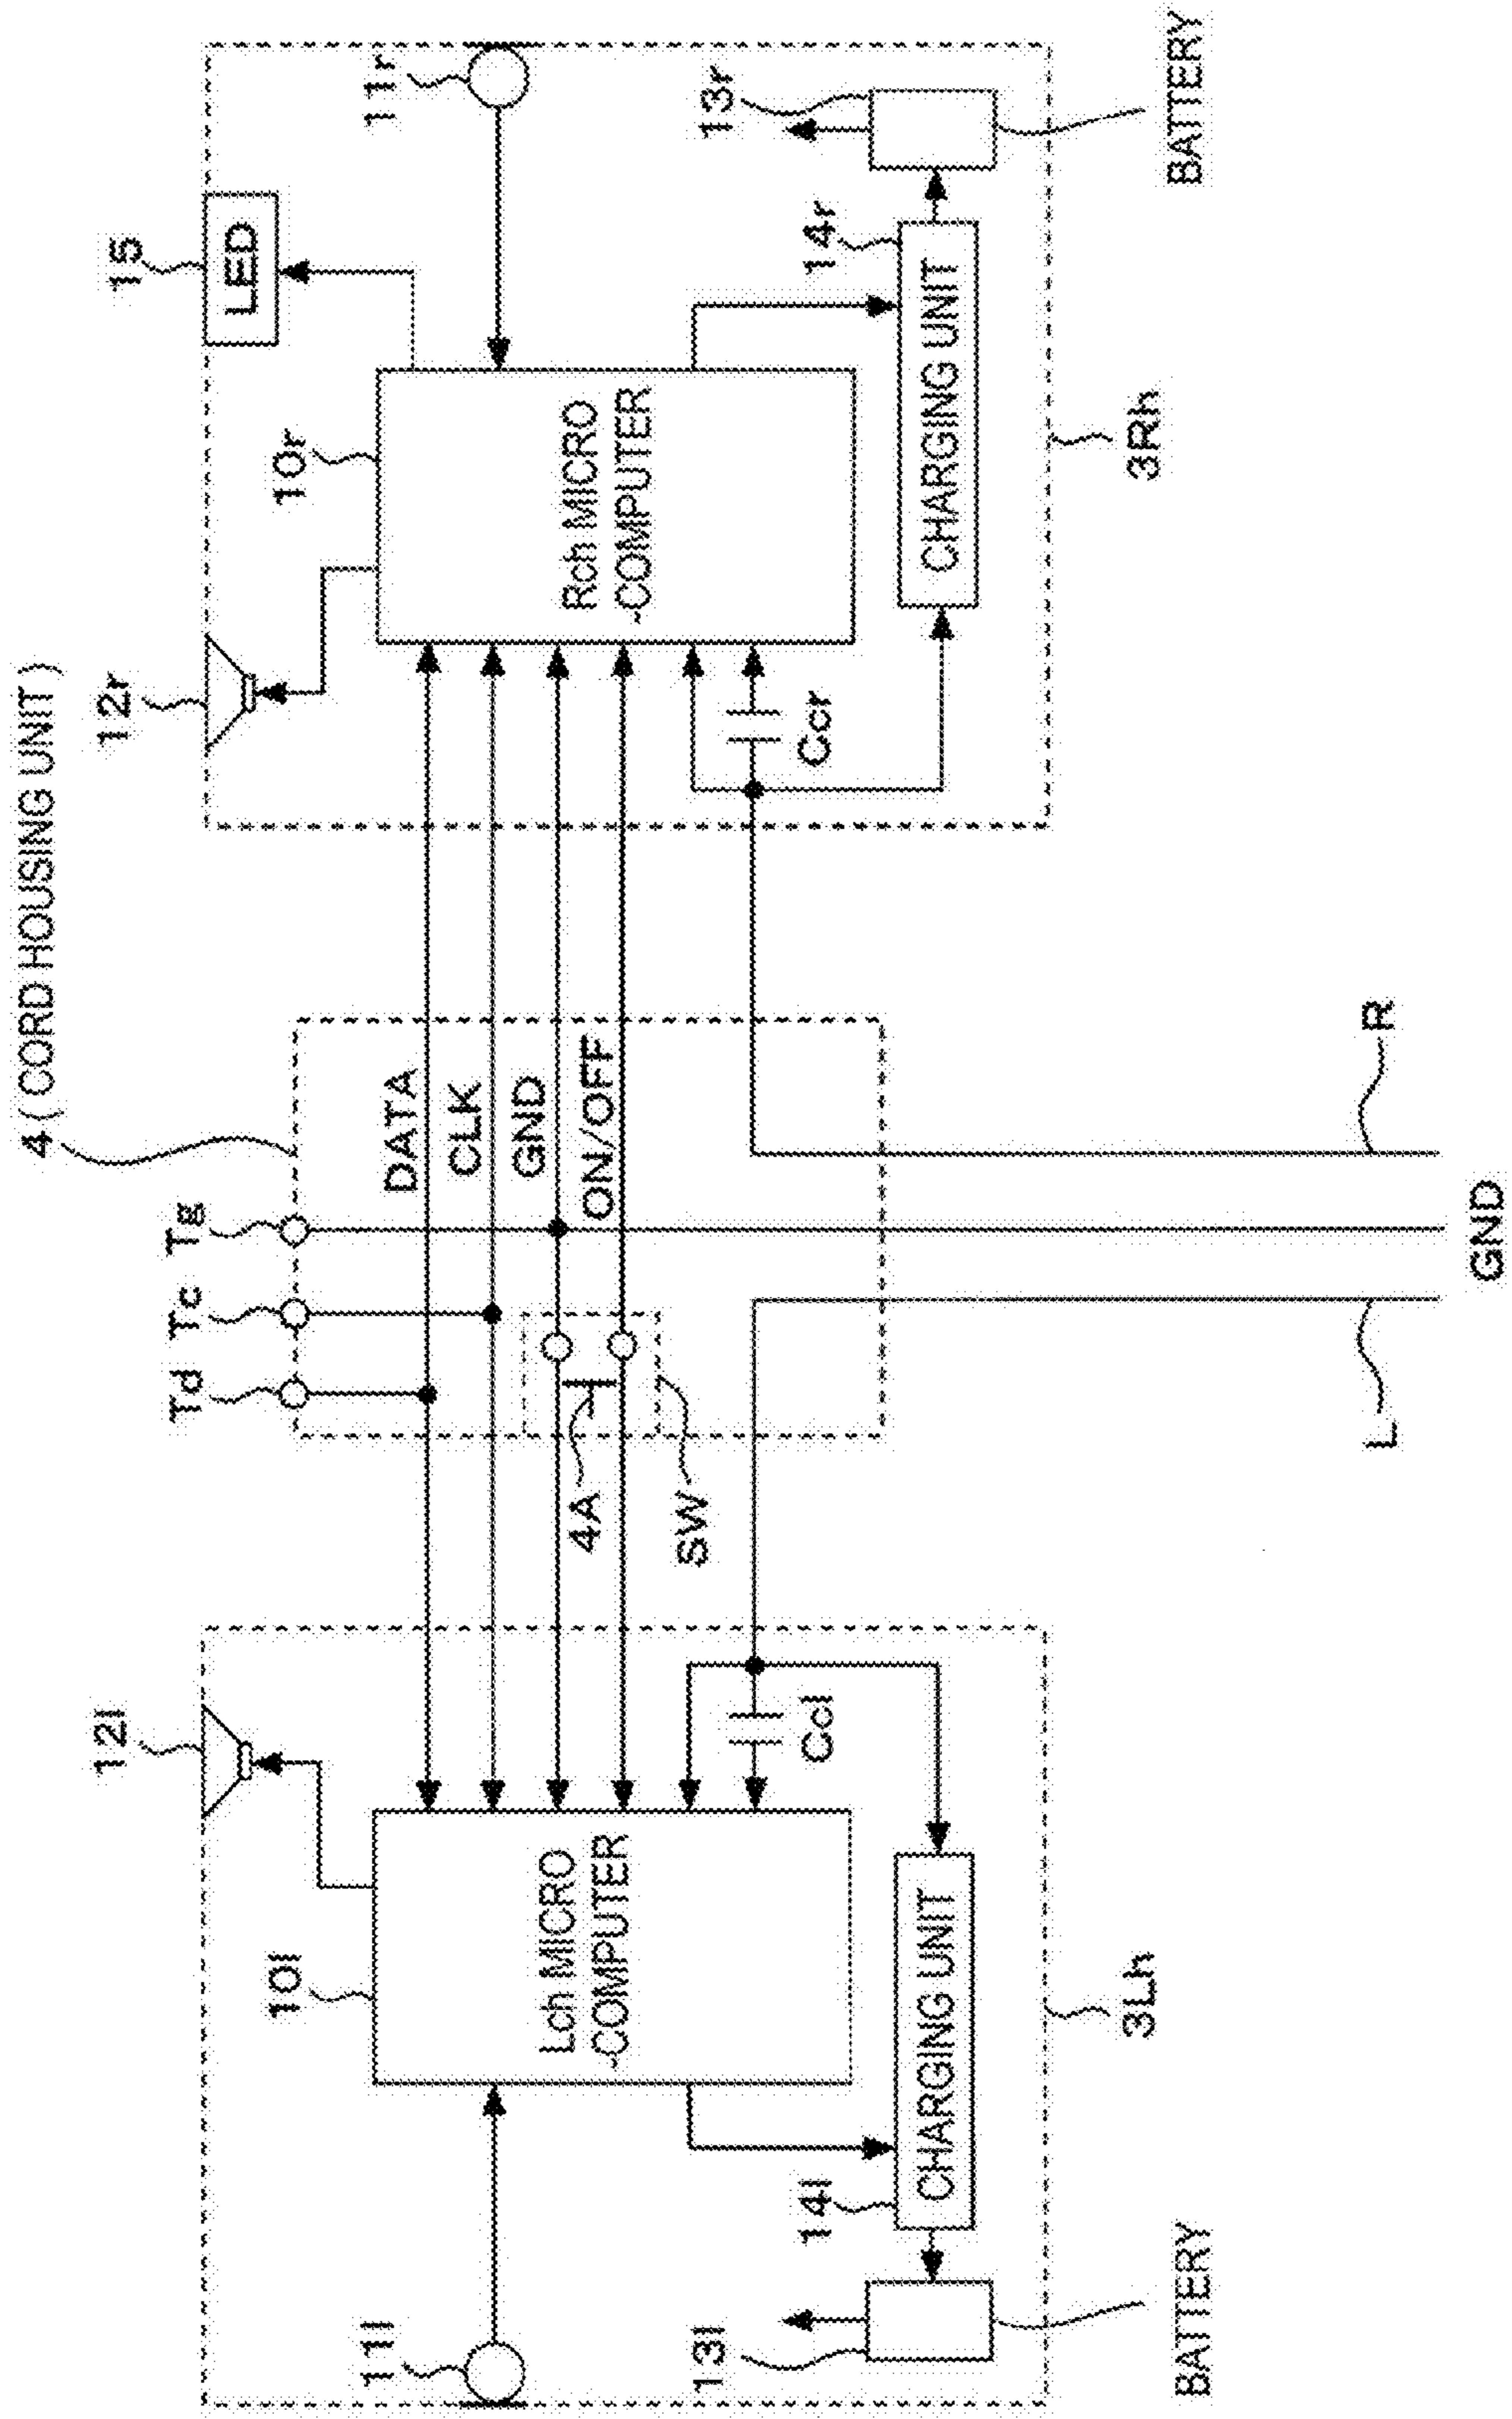 4 ( CORD HOUSING UNIT )
12l
Td
Tc
Tg
12r
15
LED
10l
10r
11l
11r
DATA
CLK
GND
ON/OFF
4A
SW
Lch MICRO
-COMPUTER
Rch MICRO
-COMPUTER
13l
14l
Ccl
Ccr
14r
13r
CHARGING UNIT
CHARGING UNIT
BATTERY
3Lh
3Rh
BATTERY
L
R
GND